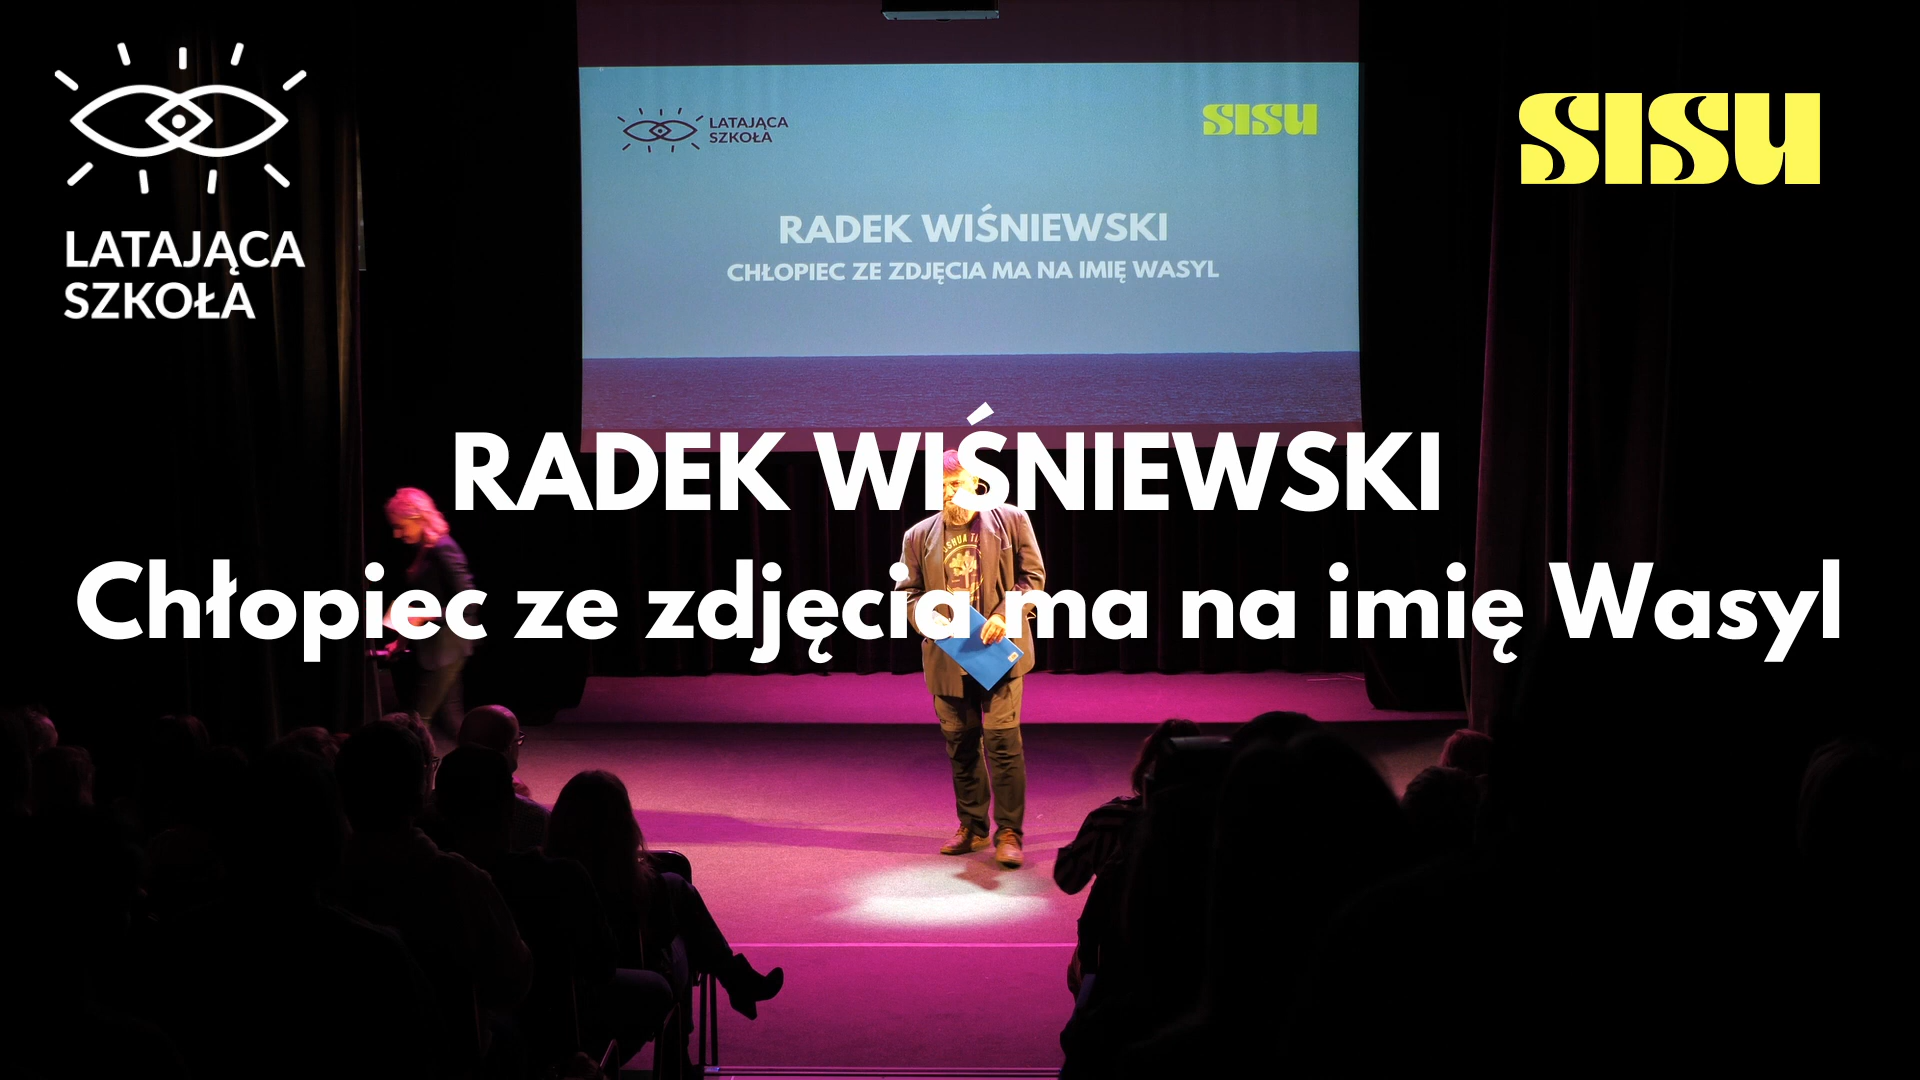 LATAJĄCA
SZKOŁA
SISU
LATAJĄCA
SZKOŁA
SISU
RADEK WIŚNIEWSKI
CHŁOPIEC ZE ZDJĘCIA MA NA IMIĘ WASYL
RADEK WIŚNIEWSKI
Chłopiec ze zdjęcia ma na imię Wasyl